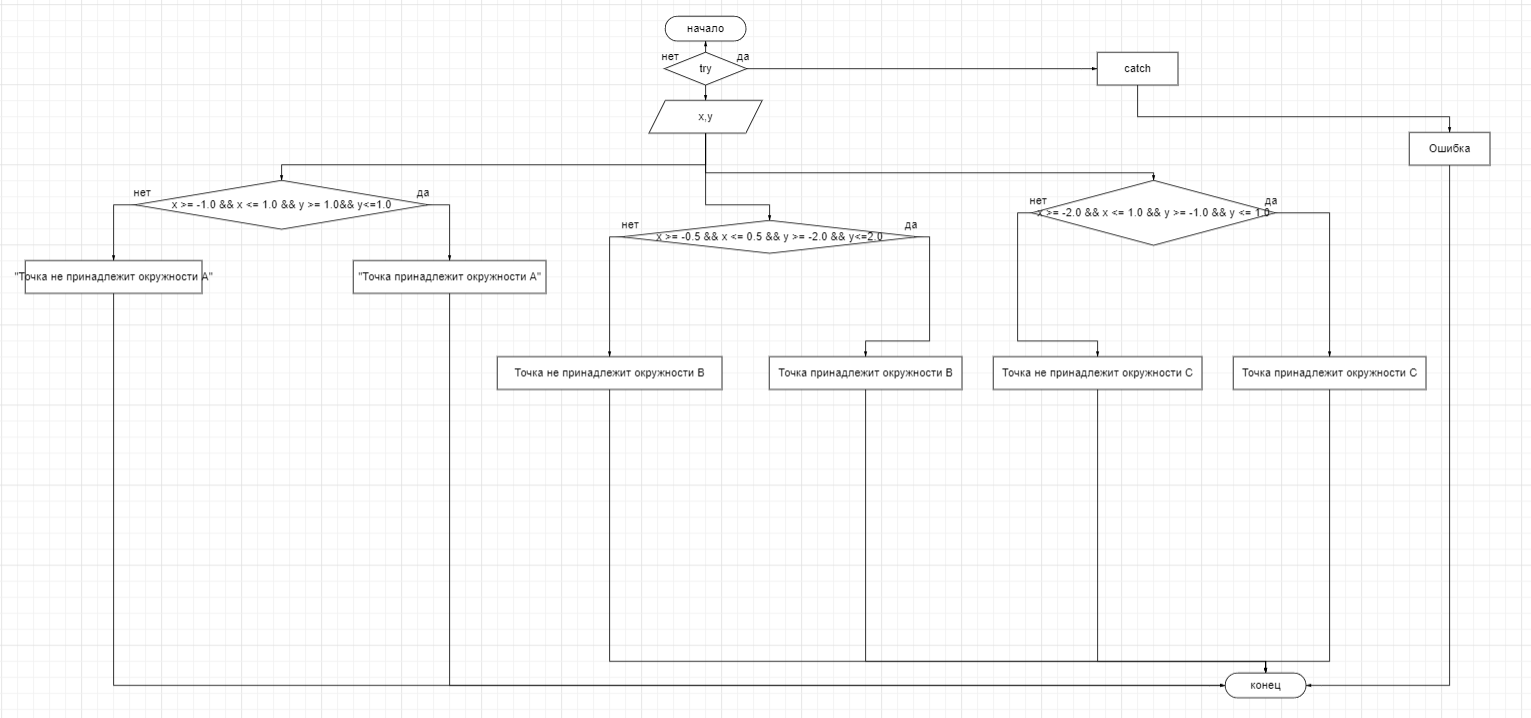 начало
нет
да
try
catch
x,y
Ошибка
нет
да
x >= -1.0 && x <= 1.0 && y >= 1.0&& y<=1.0
нет
да
x >= -0.5 && x <= 0.5 && y >= -2.0 && y<=2.0
нет
да
x >= -2.0 && x <= 1.0 && y >= -1.0 && y <= 1.0
"Точка не принадлежит окружности А"
"Точка принадлежит окружности А"
Точка не принадлежит окружности В
Точка принадлежит окружности В
Точка не принадлежит окружности С
Точка принадлежит окружности С
конец